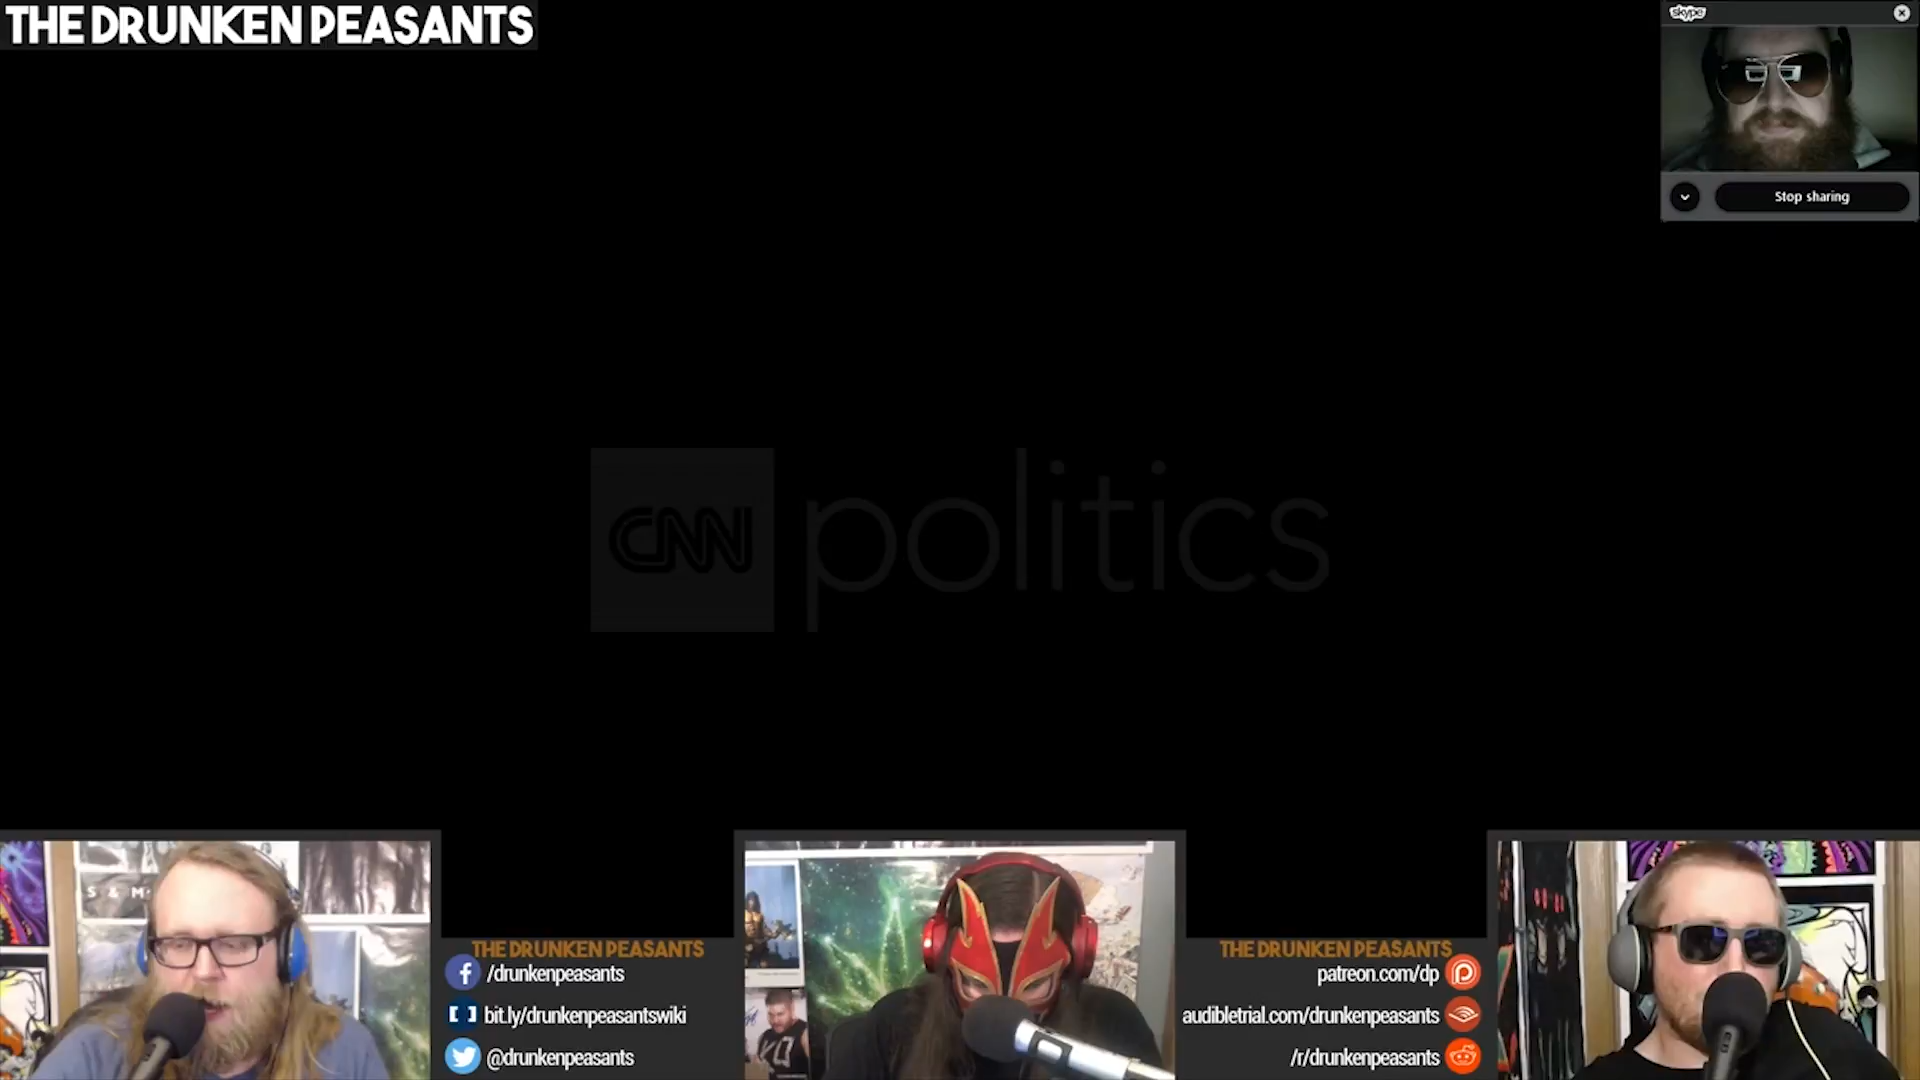 THE DRUNKEN PEASANTS
skype
Stop sharing
CNN politics
S & M
THE DRUNKEN PEASANTS
/drunkenpeasants
bit.ly/drunkenpeasantswiki
@drunkenpeasants
THE DRUNKEN PEASANTS
patreon.com/dp
audibletrial.com/drunkenpeasants
/r/drunkenpeasants
KO